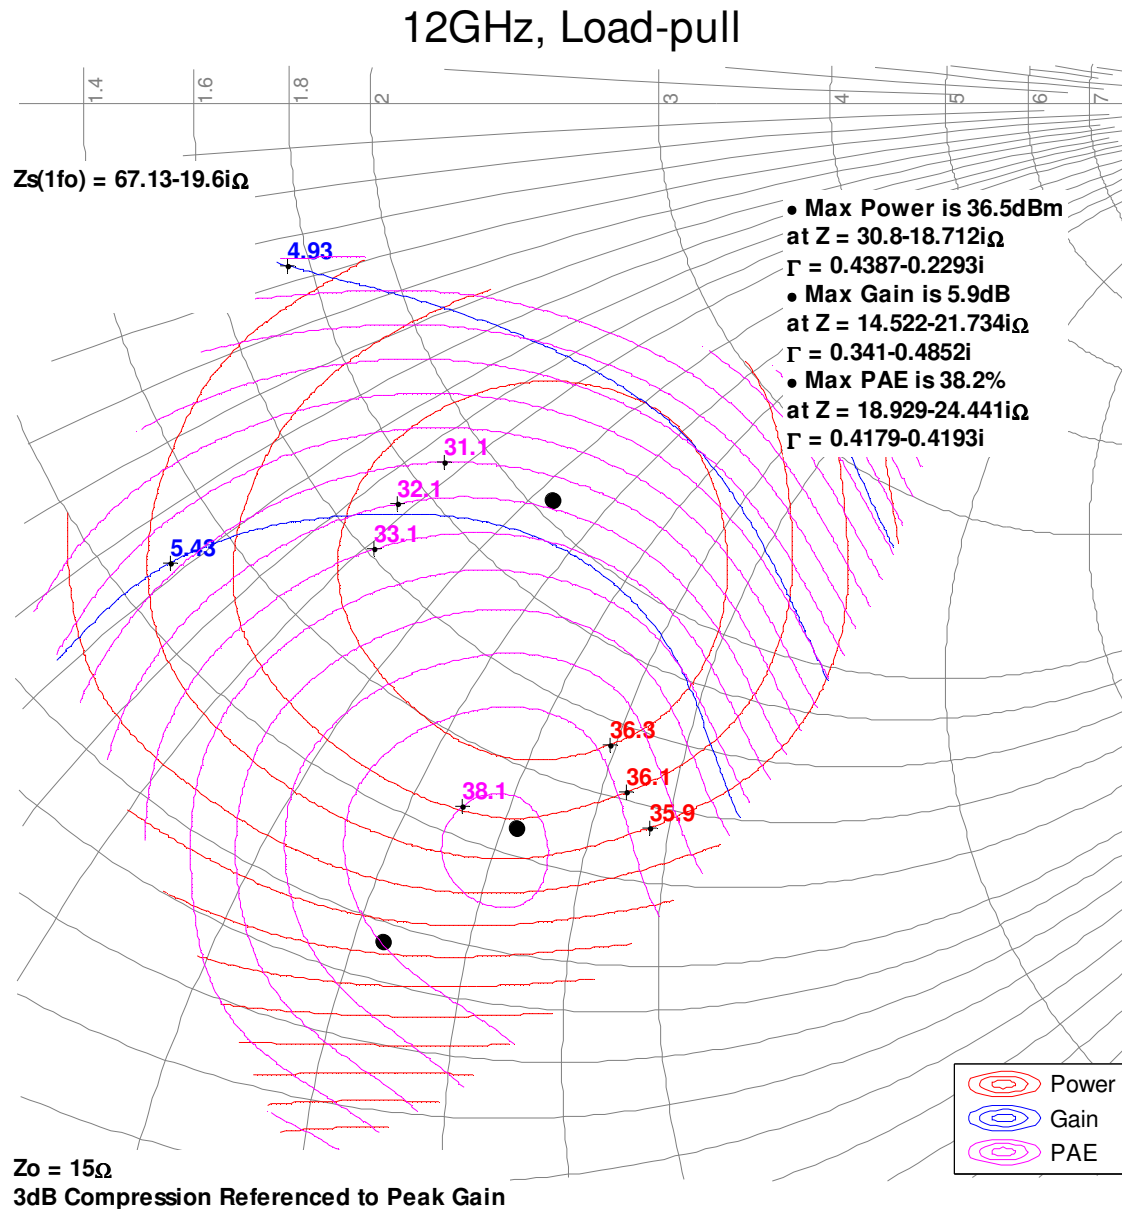 12GHz, Load-pull
1.4
1.6
1.8
2
3
4
5
6
7
Zs(1fo) = 67.13-19.6iΩ
• Max Power is 36.5dBm
at Z = 30.8-18.712iΩ
Γ = 0.4387-0.2293i
• Max Gain is 5.9dB
at Z = 14.522-21.734iΩ
Γ = 0.341-0.4852i
• Max PAE is 38.2%
at Z = 18.929-24.441iΩ
Γ = 0.4179-0.4193i
4.93
31.1
32.1
33.1
5.43
36.3
36.1
38.1
35.9
Power
Gain
PAE
Zo = 15Ω
3dB Compression Referenced to Peak Gain